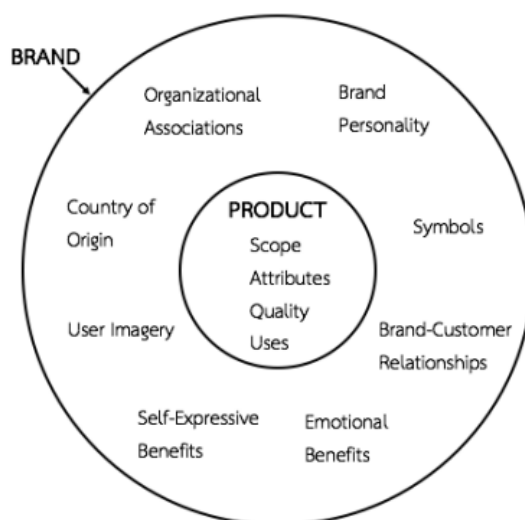 BRAND
Organizational
Associations
Brand
Personality
Country of
Origin
PRODUCT
Scope
Attributes
Quality
Uses
Symbols
User Imagery
Brand-Customer
Relationships
Self-Expressive
Benefits
Emotional
Benefits